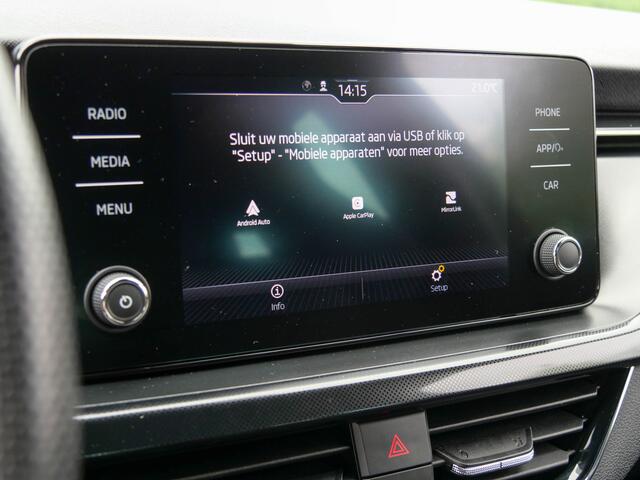 14:15
21.0°C
RADIO
MEDIA
MENU
PHONE
APP/
CAR
Sluit uw mobiele apparaat aan via USB of klik op
"Setup" - "Mobiele apparaten" voor meer opties.
Android Auto
Apple CarPlay
MirrorLink
Info
Setup